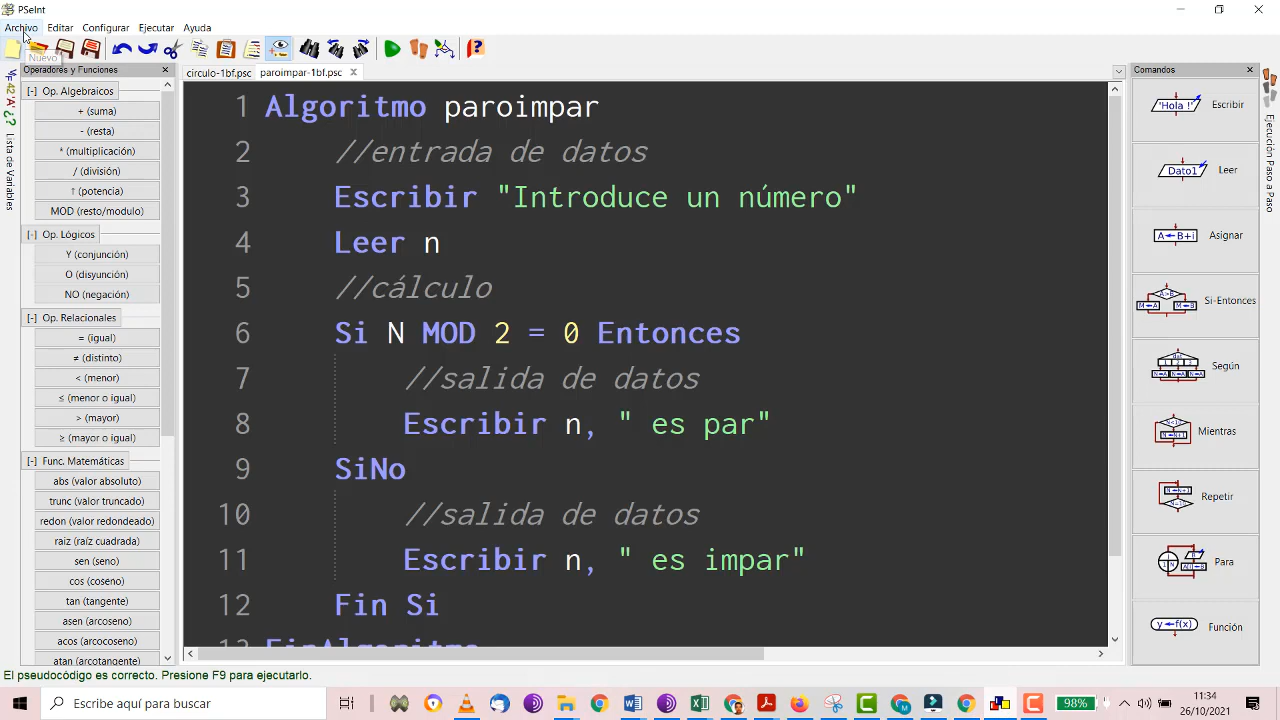 PSeInt
Archivo Editar Configurar Ejecutar Ayuda
Nuevo
Operadores y Funciones
circulo-1bf.psc paroimpar-1bf.psc
Comandos
Lista de Variables
[-] Op. Algebraicos
+ (suma)
- (resta)
* (multiplicación)
/ (división)
↑ (potencia)
MOD (resto/modulo)
[-] Op. Lógicos
Y (conjunción)
O (disyunción)
NO (negación)
[-] Op. Relacionales
= (igual)
≠ (distinto)
< (menor)
≤ (menor o igual)
> (mayor)
≥ (mayor o igual)
[-] Func. Matemáticas
abs (valor absoluto)
trunc (valor truncado)
redon (valor redondeado)
raiz (raíz cuadrada)
sen (seno)
cos (coseno)
tan (tangente)
asen (arcoseno)
acos (arcocoseno)
atan (arcotangente)
1 Algoritmo paroimpar
2 //entrada de datos
3 Escribir "Introduce un número"
4 Leer n
5 //cálculo
6 Si N MOD 2 = 0 Entonces
7 //salida de datos
8 Escribir n, " es par"
9 SiNo
10 //salida de datos
11 Escribir n, " es impar"
12 Fin Si
13 FinAlgoritmo
'Hola !' Escribir
Dato1 Leer
A←B+i Asignar
Si-Entonces
Según
Mientras
Repetir
Para
y←f(x) Función
Ejecución Paso a Paso
El pseudocódigo es correcto. Presione F9 para ejecutarlo.
Escribe aquí para buscar
98%
11:34
26/10/2021